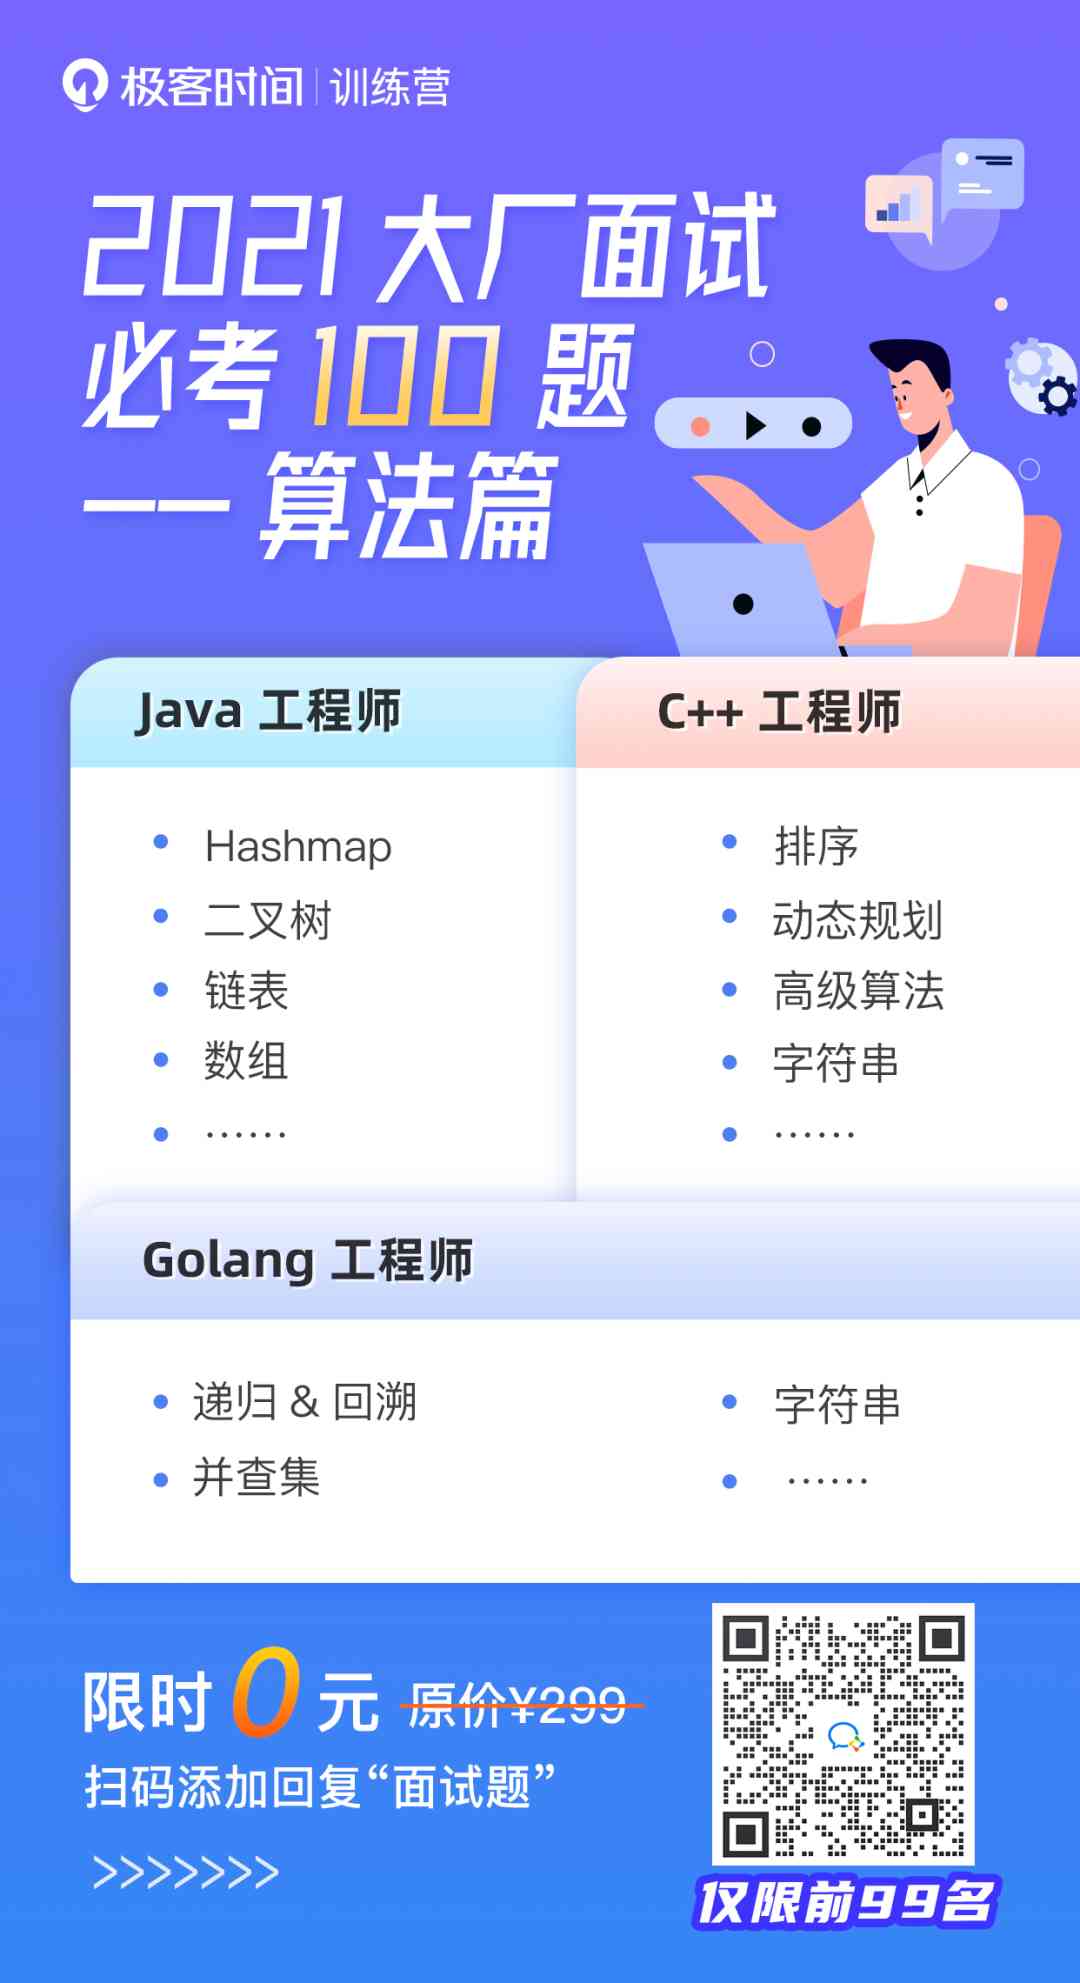 极客时间 | 训练营
2021 大厂面试
必考 100 题
—— 算法篇
Java 工程师
Hashmap
二叉树
链表
数组
……
C++ 工程师
排序
动态规划
高级算法
字符串
……
Golang 工程师
递归 & 回溯
并查集
字符串
……
限时 0 元 原价¥299
扫码添加回复“面试题”
>>>>>>>
仅限前99名